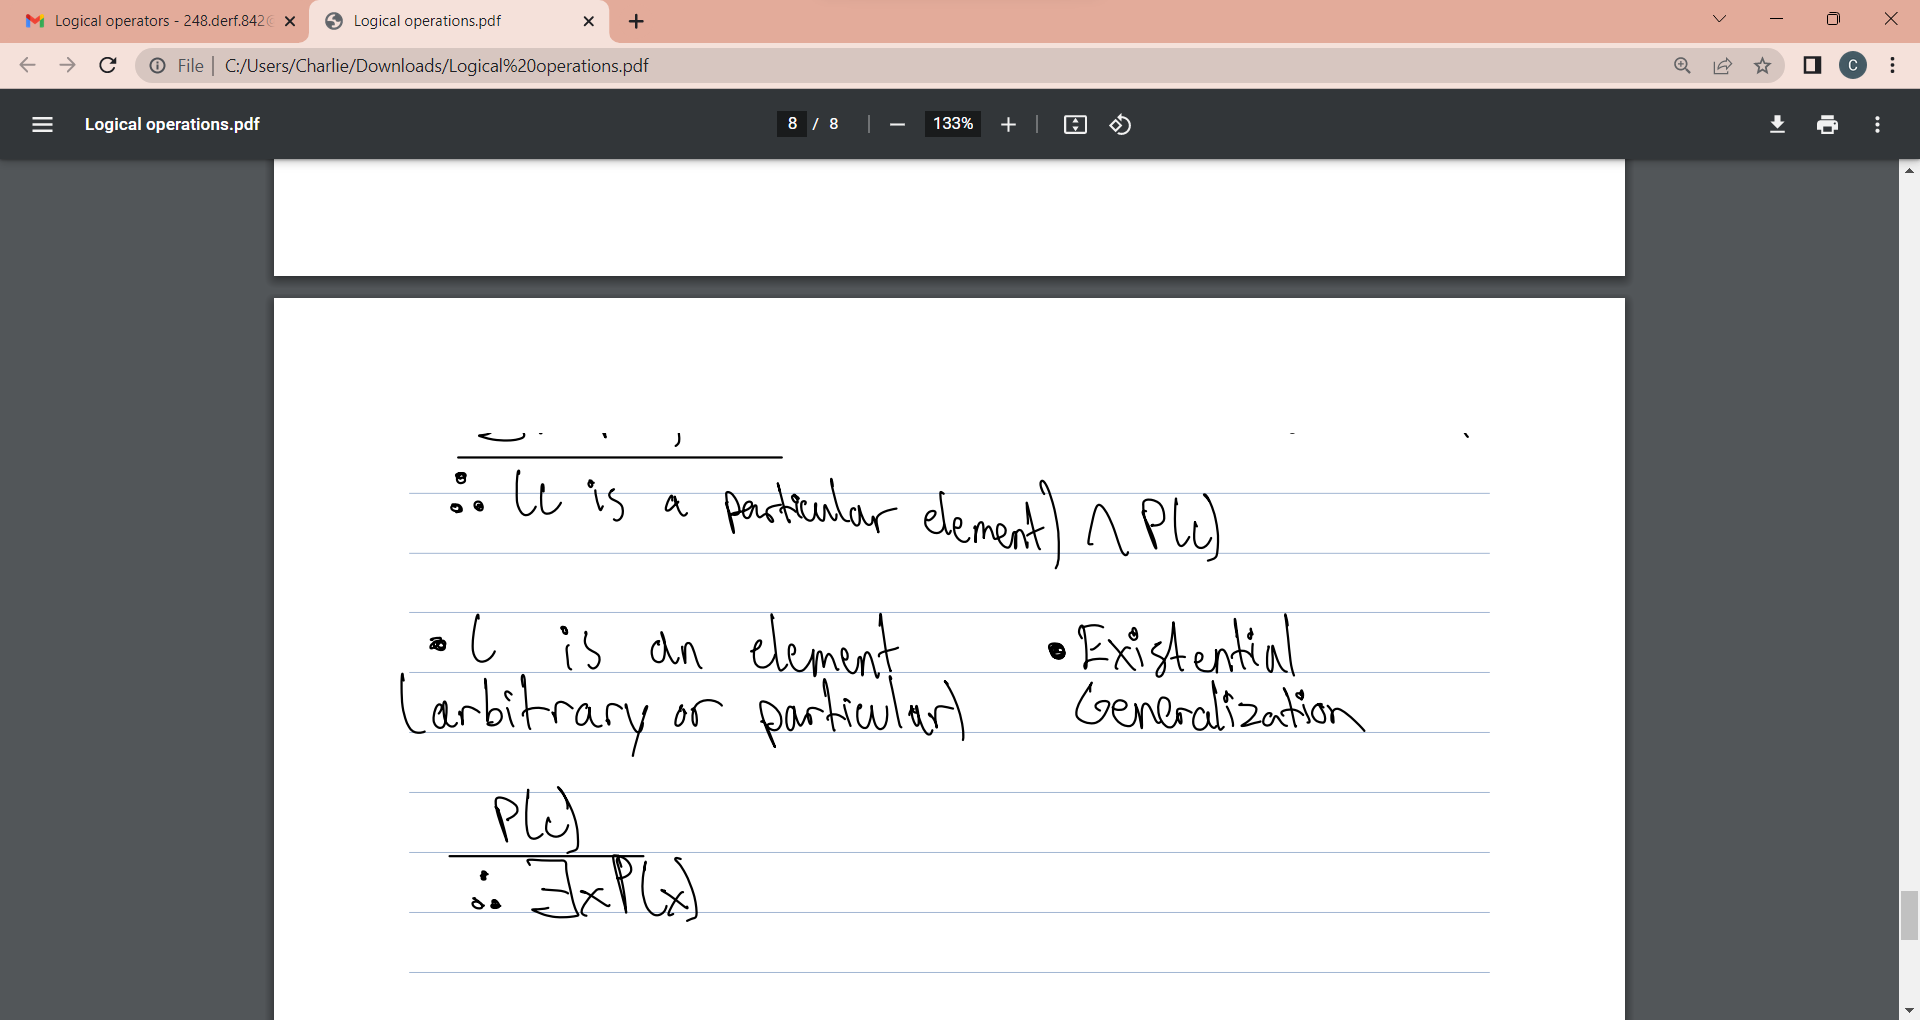 Logical operators - 248.derf.842@
Logical operations.pdf
File | C:/Users/Charlie/Downloads/Logical%20operations.pdf
C
Logical operations.pdf
8 / 8 | − 133% + |
∴ (c is a particular element) ∧ P(c)
• c is an element
(arbitrary or particular)
• Existential
Generalization
P(c)
∴ ∃xP(x)